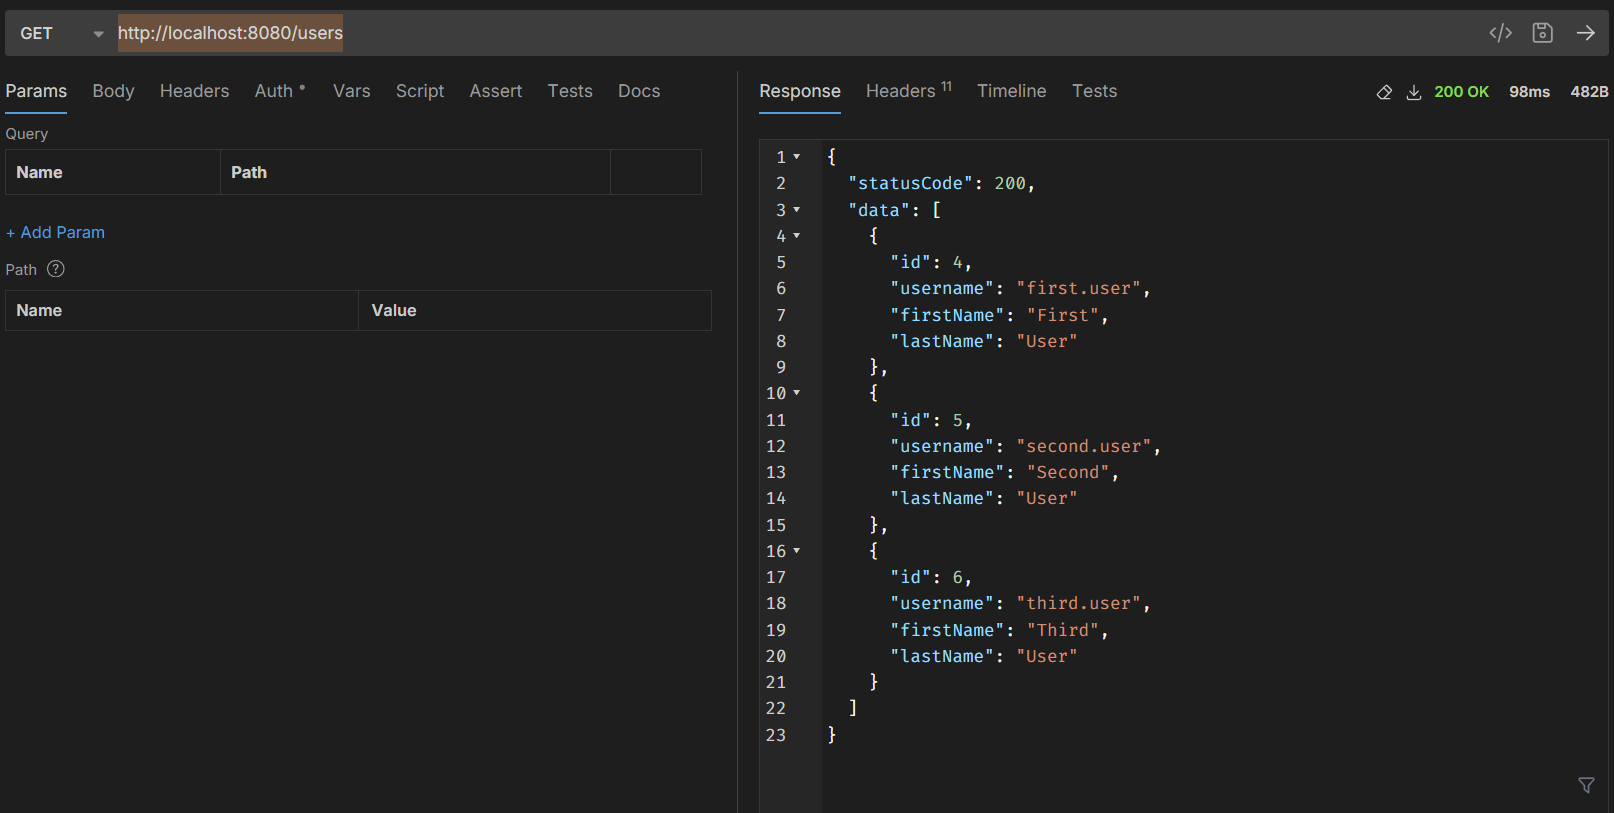 GET http://localhost:8080/users
Params Body Headers Auth Vars Script Assert Tests Docs
Query
Name Path
+ Add Param
Path ?
Name Value
Response Headers 11 Timeline Tests 200 OK 98ms 482B
1 {
2 "statusCode": 200,
3 "data": [
4 {
5 "id": 4,
6 "username": "first.user",
7 "firstName": "First",
8 "lastName": "User"
9 },
10 {
11 "id": 5,
12 "username": "second.user",
13 "firstName": "Second",
14 "lastName": "User"
15 },
16 {
17 "id": 6,
18 "username": "third.user",
19 "firstName": "Third",
20 "lastName": "User"
21 }
22 ]
23 }